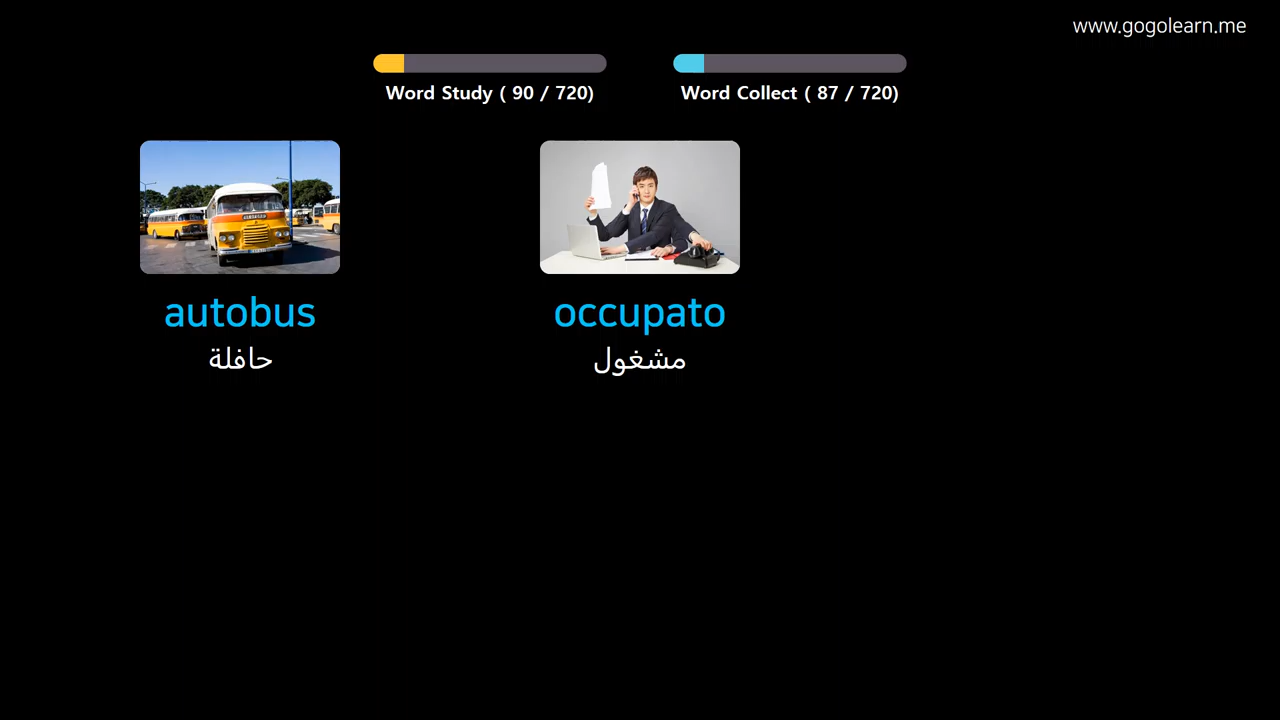 www.gogolearn.me
Word Study ( 90 / 720)
Word Collect ( 87 / 720)
autobus
occupato
حافلة
مشغول